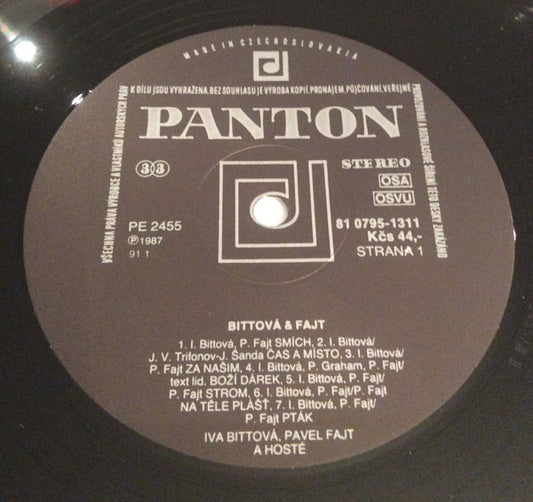 MADE IN CZECHOSLOVAKIA
VŠECHNA PRÁVA VÝROBCE A VLASTNÍKŮ AUTORSKÝCH PRÁV
K DÍLU JSOU VYHRAŽENA. BEZ SOUHLASU JE VÝROBA KOPIÍ, PRONÁJEM, PŮJČOVÁNÍ, VEŘEJNÉ
PROVOZOVÁNÍ A ROZHLASOVÉ ŠÍŘENÍ TÉTO DESKY ZAKÁZÁNO
PANTON
33
STEREO
OSA
OSVU
PE 2455
Ⓟ 1987
91 1
81 0795-1311
Kčs 44,-
STRANA 1
BITTOVÁ & FAJT
1. I. Bittová, P. Fajt SMÍCH, 2. I. Bittová/
J. V. Trifonov-J. Šanda ČAS A MÍSTO, 3. I. Bittová/
P. Fajt ZA NAŠIM, 4. I. Bittová, P. Graham, P. Fajt/
text lid. BOŽÍ DÁREK, 5. I. Bittová, P. Fajt/
P. Fajt STROM, 6. I. Bittová/P. Fajt/P. Fajt
NA TĚLE PLÁŠŤ, 7. I. Bittová, P. Fajt/
P. Fajt PTÁK
IVA BITTOVÁ, PAVEL FAJT
A HOSTÉ